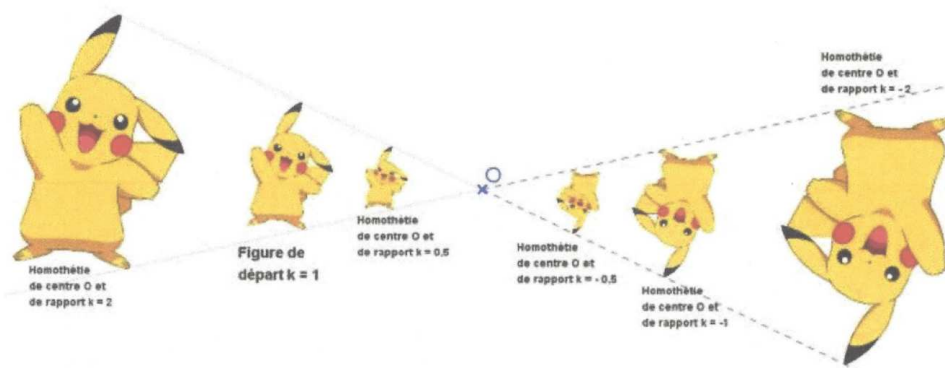 Homothétie
de centre O et
de rapport k = 2
Figure de
départ k = 1
Homothétie
de centre O et
de rapport k = 0,5
O
Homothétie
de centre O et
de rapport k = - 0,5
Homothétie
de centre O et
de rapport k = -1
Homothétie
de centre O et
de rapport k = - 2